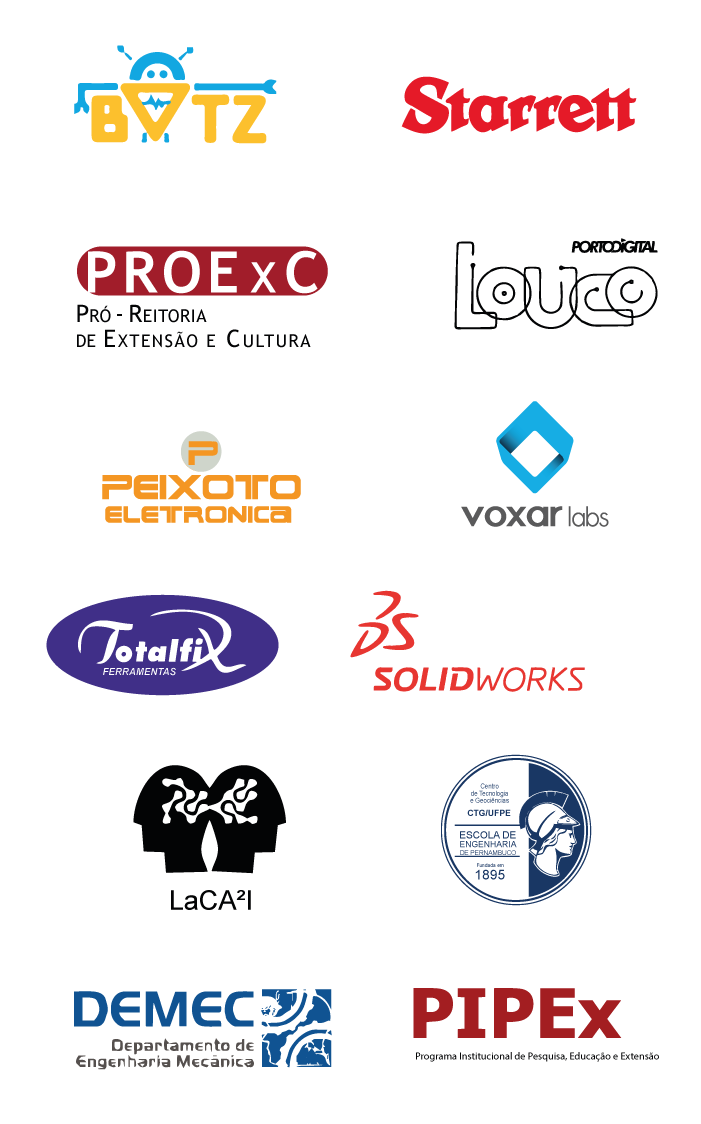 BOTZ
Starrett
PROExC
PRÓ - REITORIA
DE EXTENSÃO E CULTURA
PORTODIGITAL
LOUCO
P
PEIXOTO
ELETRONICA
voxar labs
Totalfix
FERRAMENTAS
3DS
SOLIDWORKS
LaCA²I
Centro
de Tecnologia
e Geociências
CTG/UFPE
ESCOLA DE
ENGENHARIA
DE PERNAMBUCO
Fundada em
1895
DEMEC
Departamento de
Engenharia Mecânica
PIPEx
Programa Institucional de Pesquisa, Educação e Extensão